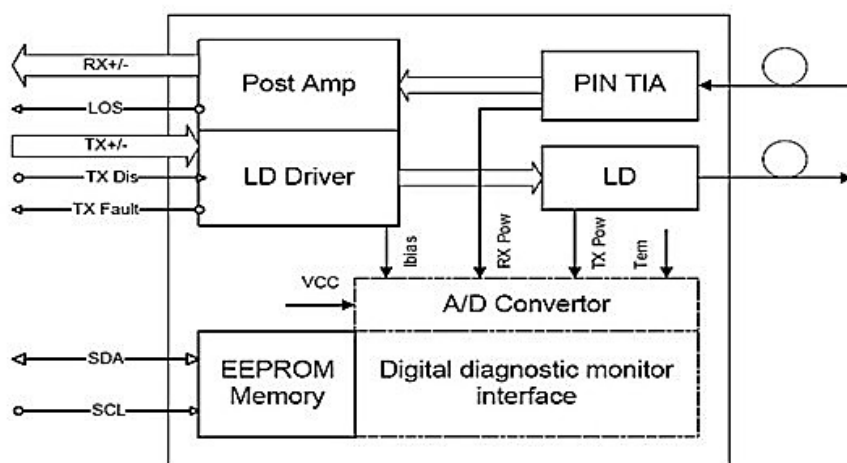 RX+/-
Post Amp
PIN TIA
LOS
TX+/-
TX Dis
LD Driver
LD
TX Fault
Ibias
RX Pow
TX Pow
Tem
VCC
A/D Convertor
SDA
EEPROM
Memory
Digital diagnostic monitor
interface
SCL